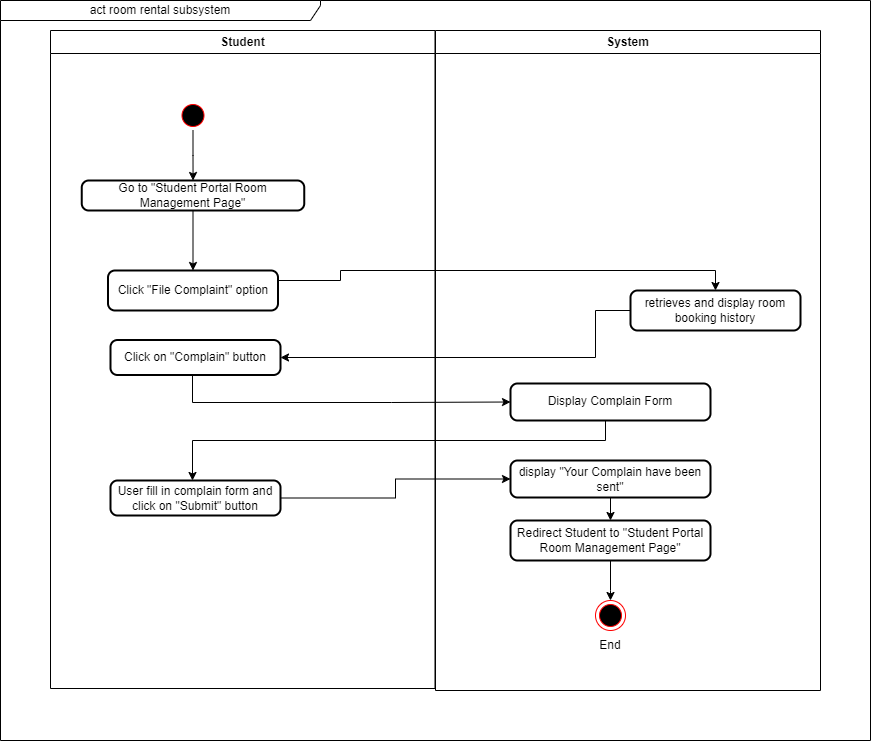 act room rental subsystem
Student
System
Go to "Student Portal Room
Management Page"
Click "File Complaint" option
retrieves and display room
booking history
Click on "Complain" button
Display Complain Form
User fill in complain form and
click on "Submit" button
display "Your Complain have been
sent"
Redirect Student to "Student Portal
Room Management Page"
End